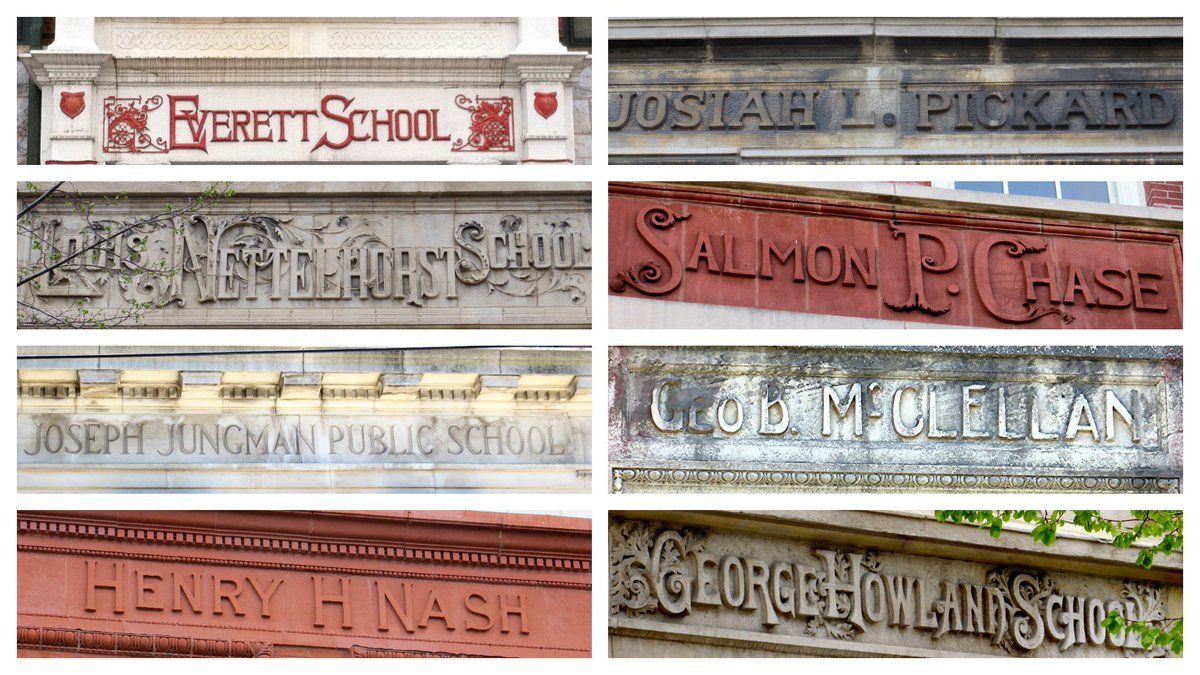 EVERETT SCHOOL
JOSIAH L. PICKARD
LOUIS NETTELHORST SCHOOL
SALMON P. CHASE
JOSEPH JUNGMAN PUBLIC SCHOOL
GEO B. McCLELLAN
HENRY H NASH
GEORGE HOWLAND SCHOOL